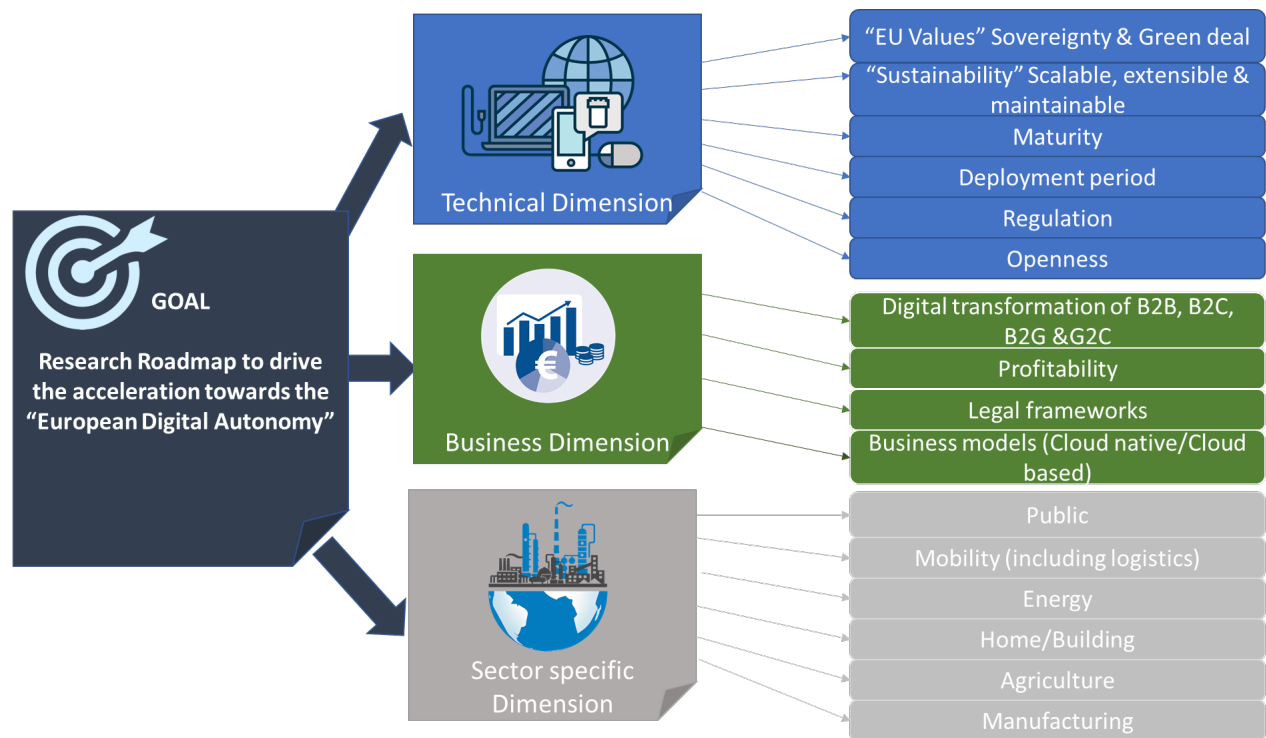 GOAL
Research Roadmap to drive
the acceleration towards the
“European Digital Autonomy”
Technical Dimension
“EU Values” Sovereignty & Green deal
“Sustainability” Scalable, extensible &
maintainable
Maturity
Deployment period
Regulation
Openness
€
Business Dimension
Digital transformation of B2B, B2C,
B2G &G2C
Profitability
Legal frameworks
Business models (Cloud native/Cloud
based)
Sector specific
Dimension
Public
Mobility (including logistics)
Energy
Home/Building
Agriculture
Manufacturing